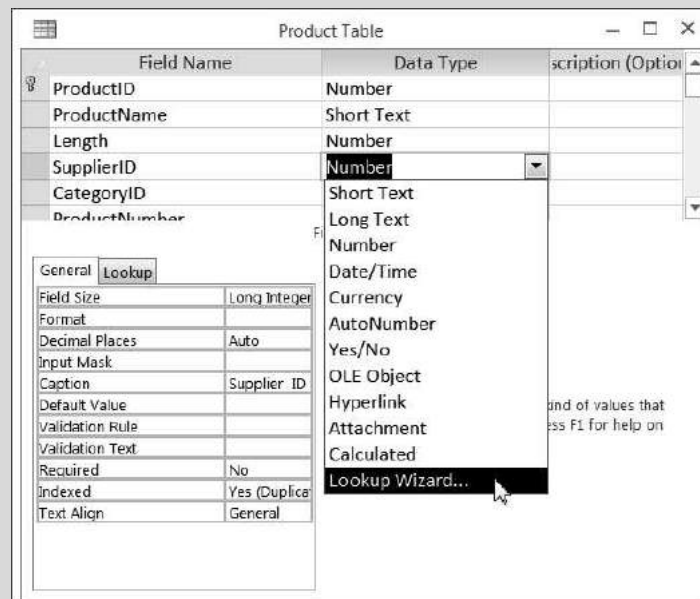 Product Table
Field Name Data Type scription (Option
ProductID Number
ProductName Short Text
Length Number
SupplierID Number
CategoryID Short Text
ProductNumber Long Text
Number
Date/Time
Currency
AutoNumber
Yes/No
OLE Object
Hyperlink
Attachment
Calculated
Lookup Wizard...
General Lookup
Field Size Long Integer
Format
Decimal Places Auto
Input Mask
Caption Supplier ID
Default Value
Validation Rule
Validation Text
Required No
Indexed Yes (Duplica
Text Align General
kind of values that
ess F1 for help on